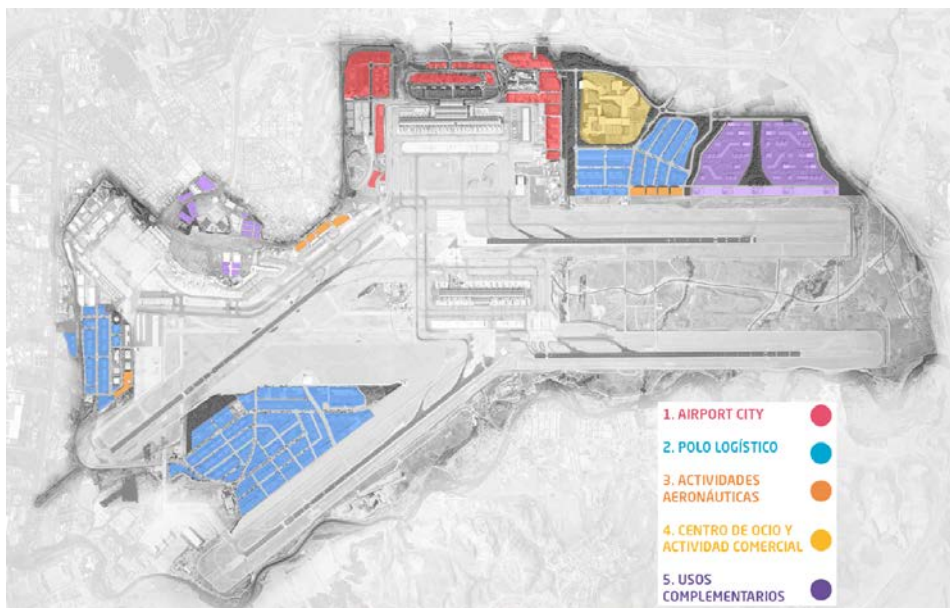 1. AIRPORT CITY
2. POLO LOGÍSTICO
3. ACTIVIDADES
AERONÁUTICAS
4. CENTRO DE OCIO Y
ACTIVIDAD COMERCIAL
5. USOS
COMPLEMENTARIOS